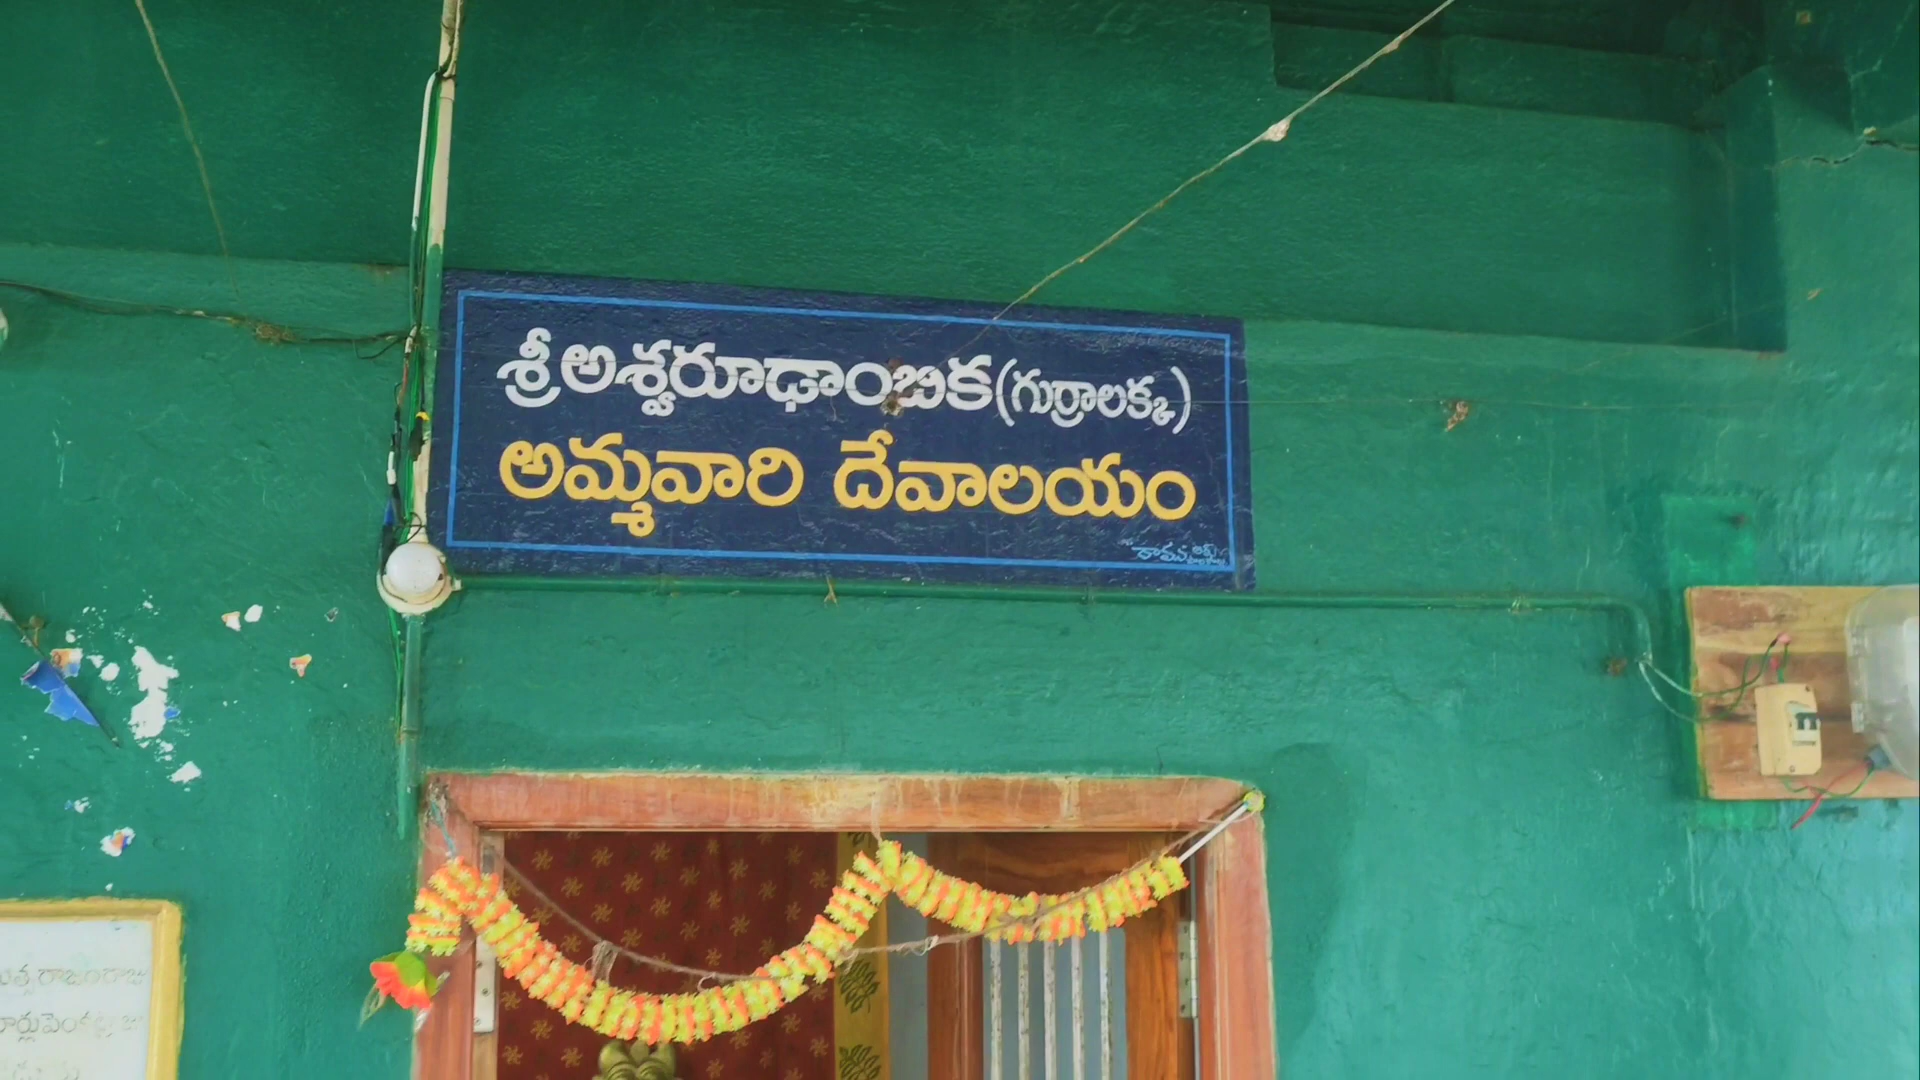 శ్రీ అశ్వరూఢాంబిక (గుర్రాలక్క)
అమ్మవారి దేవాలయం